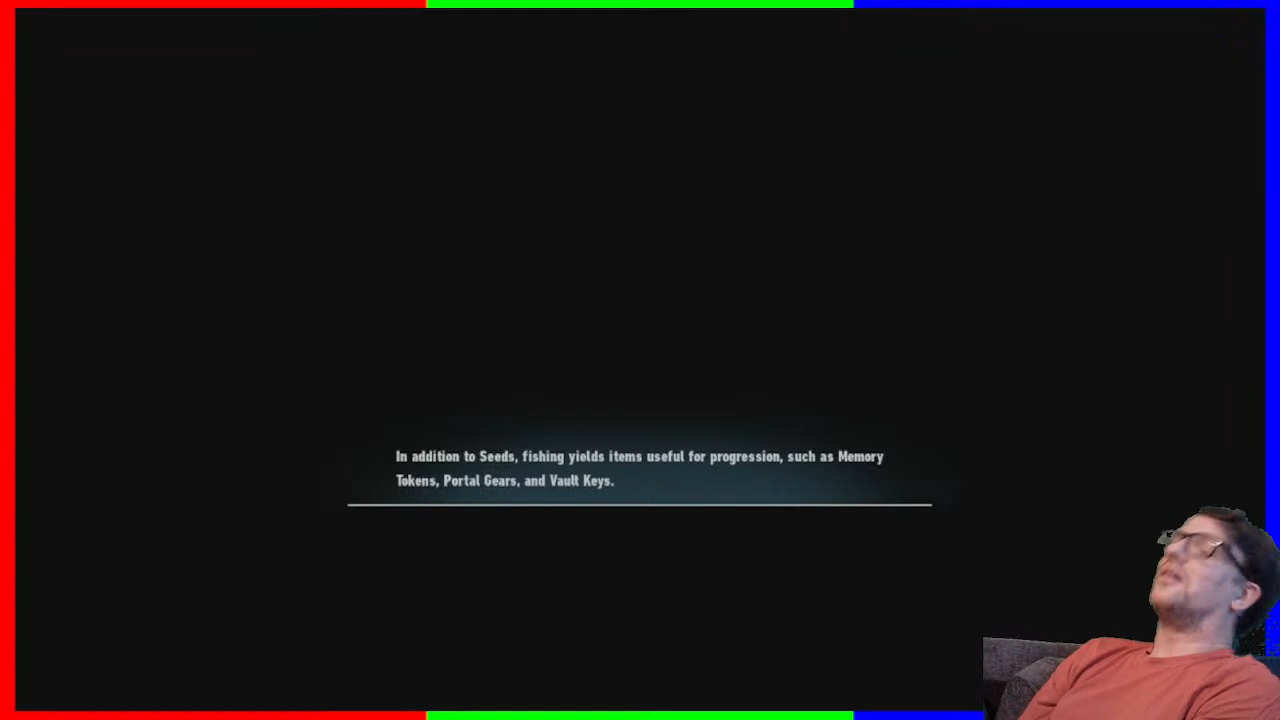 In addition to Seeds, fishing yields items useful for progression, such as Memory
Tokens, Portal Gears, and Vault Keys.